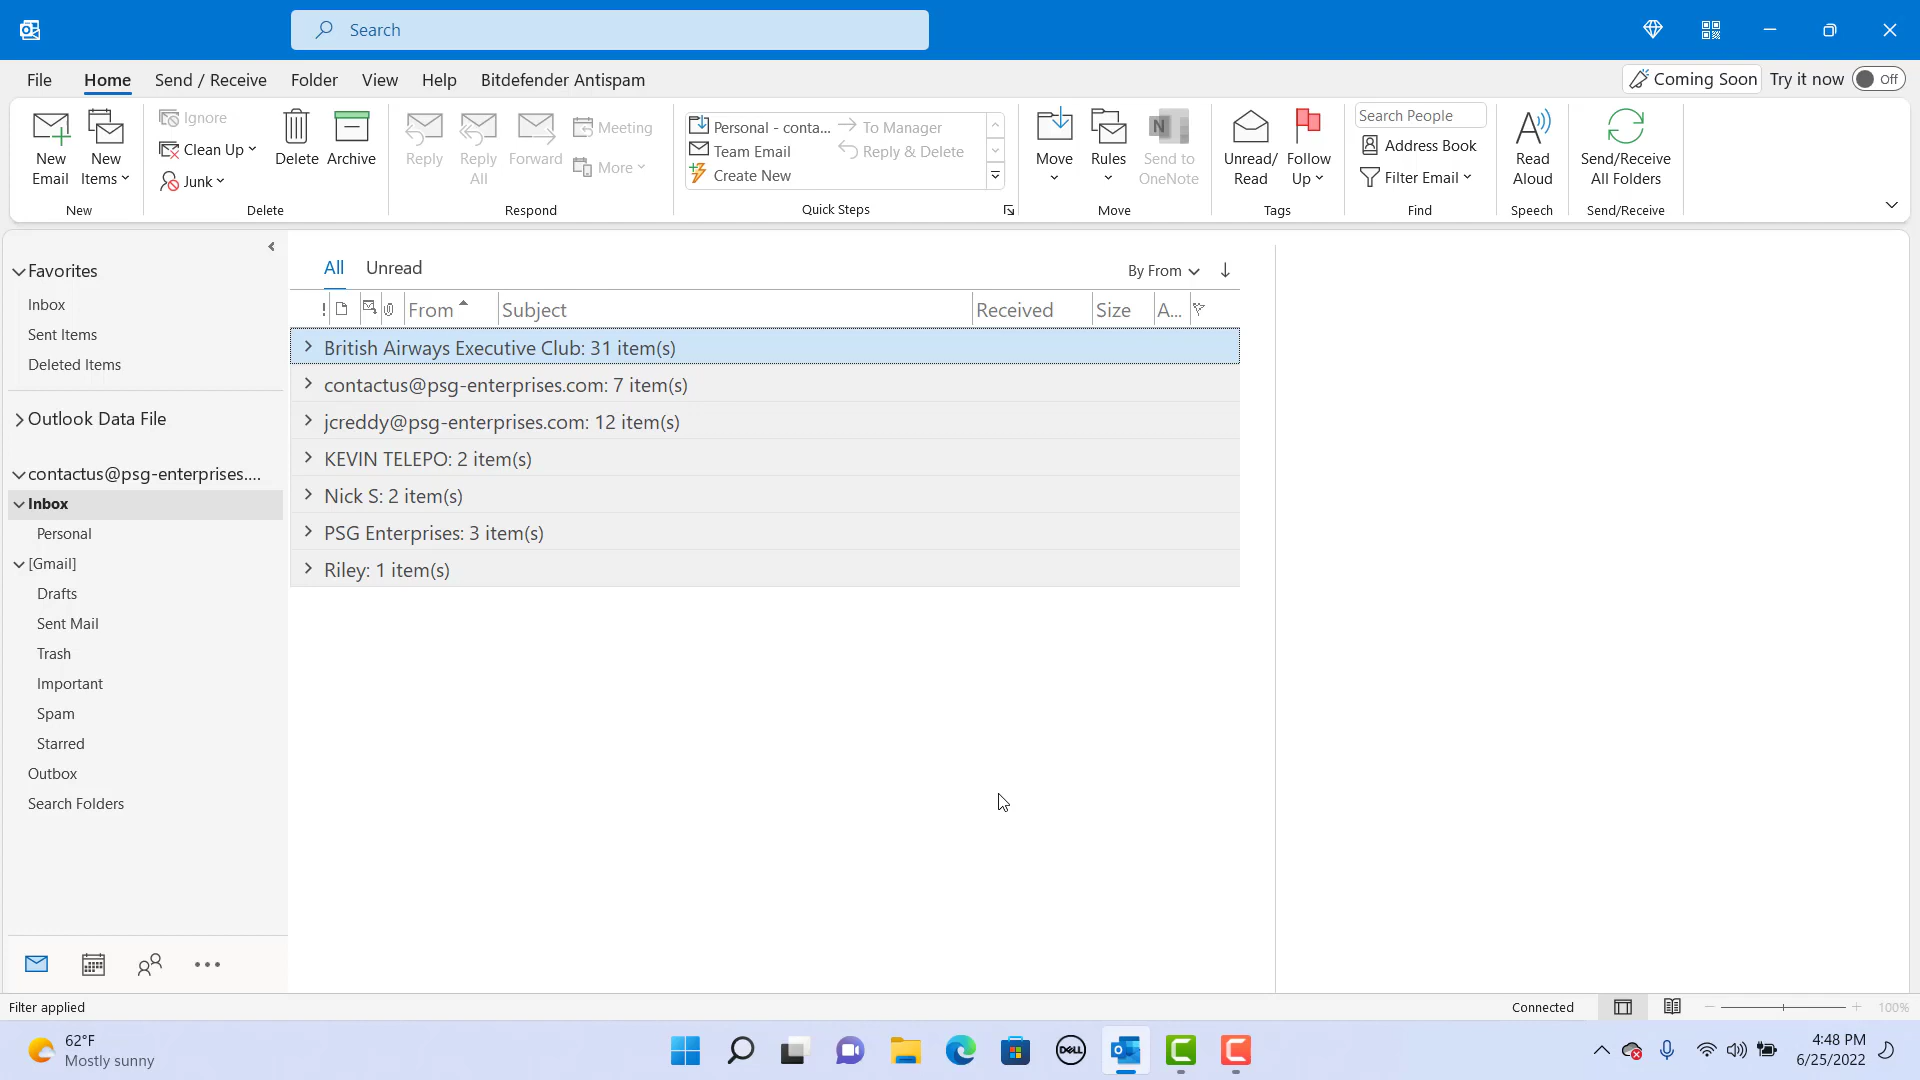 Search
File Home Send / Receive Folder View Help Bitdefender Antispam
Coming Soon Try it now Off
New Email
New Items
Ignore
Clean Up
Junk
Delete
Archive
Reply
Reply All
Forward
Meeting
More
Personal - conta...
To Manager
Team Email
Reply & Delete
Create New
Move
Rules
Send to OneNote
Unread/ Read
Follow Up
Search People
Address Book
Filter Email
Read Aloud
Send/Receive All Folders
New
Delete
Respond
Quick Steps
Move
Tags
Find
Speech
Send/Receive
Favorites
Inbox
Sent Items
Deleted Items
Outlook Data File
contactus@psg-enterprises....
Inbox
Personal
[Gmail]
Drafts
Sent Mail
Trash
Important
Spam
Starred
Outbox
Search Folders
All Unread
By From
! From Subject Received Size A...
British Airways Executive Club: 31 item(s)
contactus@psg-enterprises.com: 7 item(s)
jcreddy@psg-enterprises.com: 12 item(s)
KEVIN TELEPO: 2 item(s)
Nick S: 2 item(s)
PSG Enterprises: 3 item(s)
Riley: 1 item(s)
Filter applied
Connected
100%
62°F
Mostly sunny
DELL
4:48 PM
6/25/2022